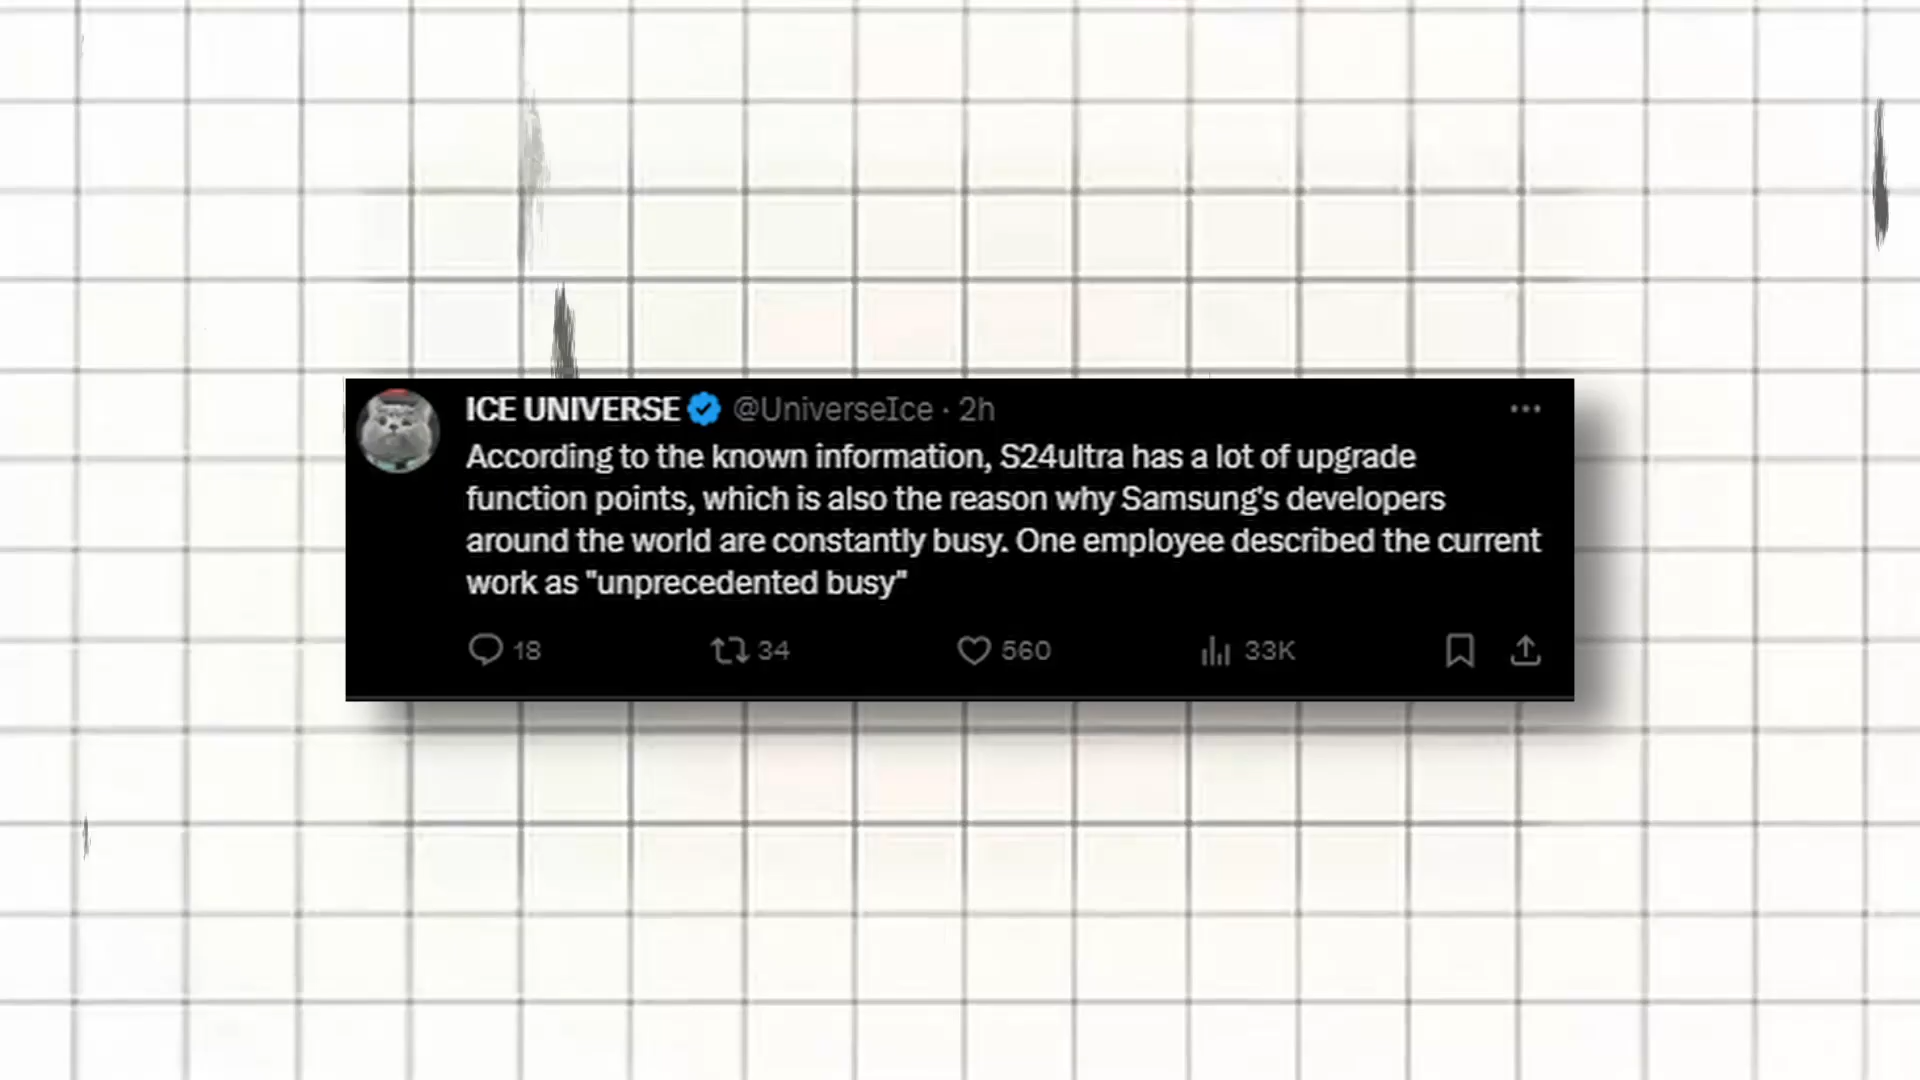 ICE UNIVERSE @UniverseIce · 2h
According to the known information, S24ultra has a lot of upgrade
function points, which is also the reason why Samsung's developers
around the world are constantly busy. One employee described the current
work as "unprecedented busy"
18 34 560 33K